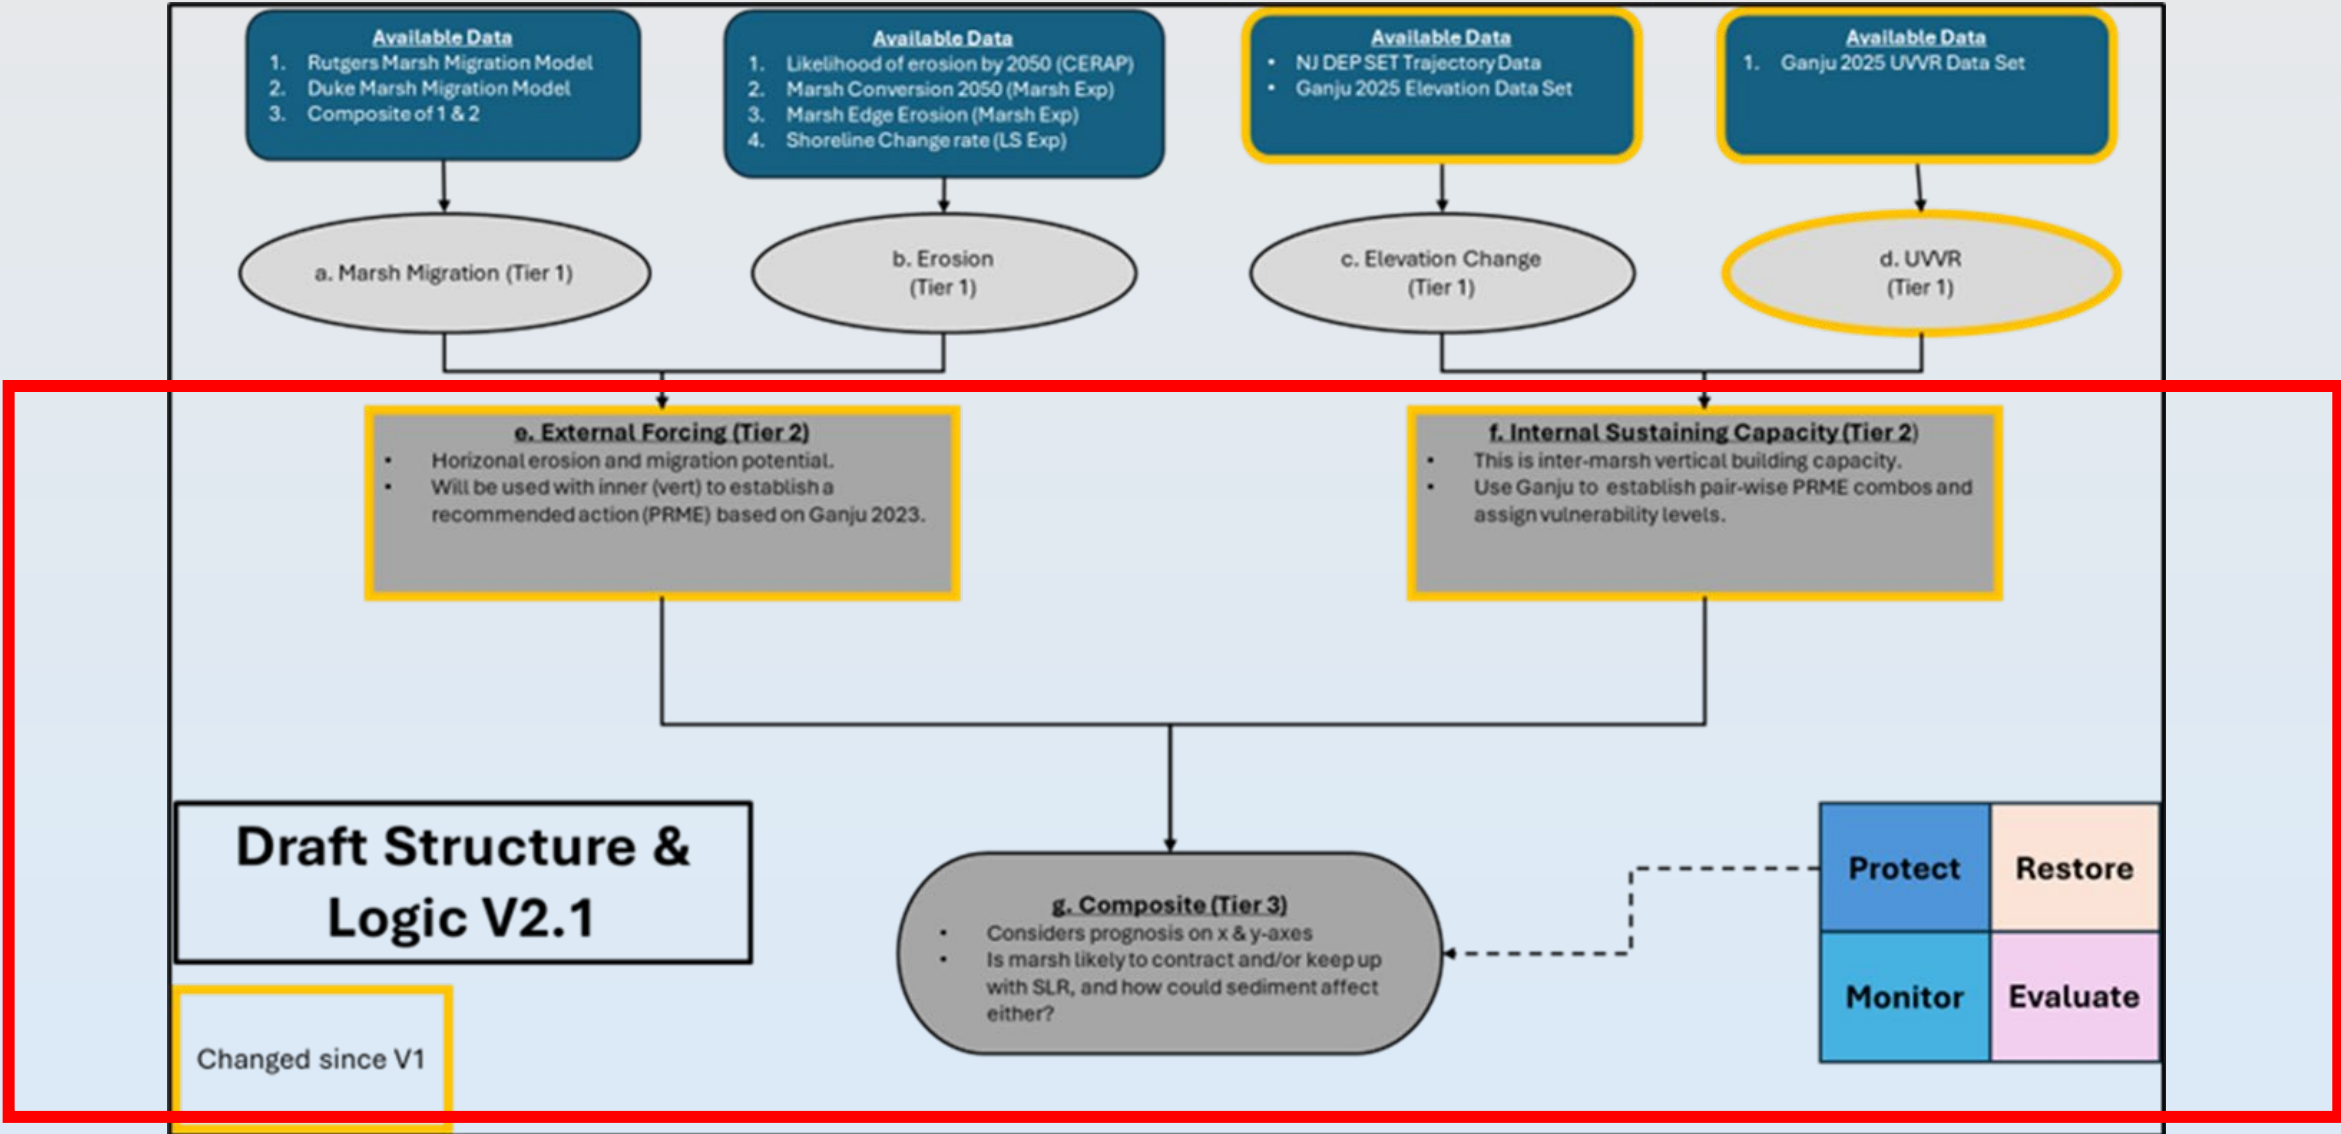 Available Data
1. Rutgers Marsh Migration Model
2. Duke Marsh Migration Model
3. Composite of 1 & 2
Available Data
1. Likelihood of erosion by 2050 (CERAP)
2. Marsh Conversion 2050 (Marsh Exp)
3. Marsh Edge Erosion (Marsh Exp)
4. Shoreline Change rate (LS Exp)
Available Data
• NJ DEP SET Trajectory Data
• Ganju 2025 Elevation Data Set
Available Data
1. Ganju 2025 UVVR Data Set
a. Marsh Migration (Tier 1)
b. Erosion
(Tier 1)
c. Elevation Change
(Tier 1)
d. UVVR
(Tier 1)
e. External Forcing (Tier 2)
• Horizonal erosion and migration potential.
• Will be used with inner (vert) to establish a
recommended action (PRME) based on Ganju 2023.
f. Internal Sustaining Capacity (Tier 2)
• This is inter-marsh vertical building capacity.
• Use Ganju to establish pair-wise PRME combos and
assign vulnerability levels.
Draft Structure &
Logic V2.1
g. Composite (Tier 3)
• Considers prognosis on x & y-axes
• Is marsh likely to contract and/or keep up
with SLR, and how could sediment affect
either?
Protect
Restore
Monitor
Evaluate
Changed since V1